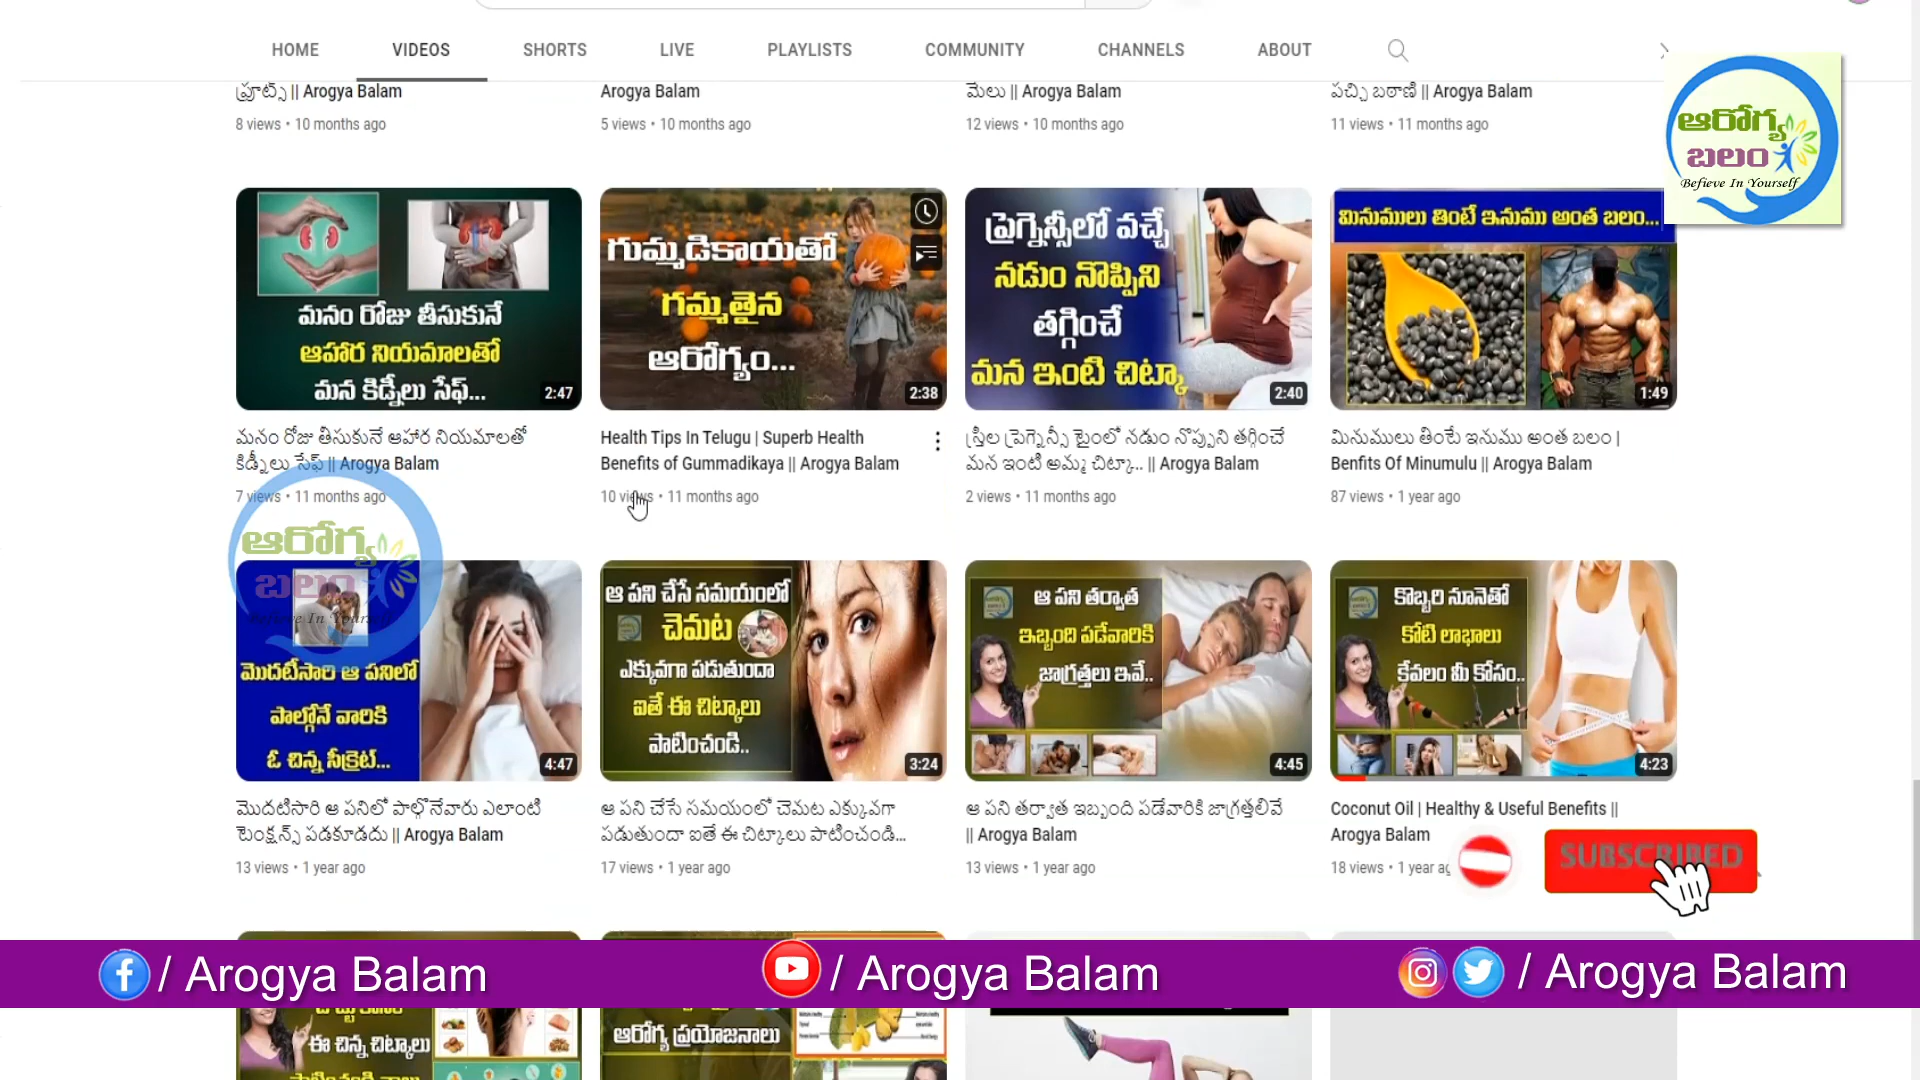 HOME
VIDEOS
SHORTS
LIVE
PLAYLISTS
COMMUNITY
CHANNELS
ABOUT
ఫ్రూట్స్ || Arogya Balam
8 views • 10 months ago
Arogya Balam
5 views • 10 months ago
మేలు || Arogya Balam
12 views • 10 months ago
పచ్చి బఠాణి || Arogya Balam
11 views • 11 months ago
ఆరోగ్య
బలం
Befieve In Yourself
మనం రోజు తీసుకునే
ఆహార నియమాలతో
మన కిడ్నీలు సేఫ్...
2:47
గుమ్మడికాయతో
గమ్మతైన
ఆరోగ్యం...
2:38
ప్రెగ్నెన్సీలో వచ్చే
నడుం నొప్పిని
తగ్గించే
మన ఇంటి చిట్కా
2:40
మినుములు తింటే ఇనుము అంత బలం...
1:49
మనం రోజు తీసుకునే ఆహార నియమాలతో
కిడ్నీలు సేఫ్ || Arogya Balam
7 views • 11 months ago
Health Tips In Telugu | Superb Health
Benefits of Gummadikaya || Arogya Balam
10 views • 11 months ago
స్త్రీల ప్రెగ్నెన్సీ టైంలో నడుం నొప్పుని తగ్గించే
మన ఇంటి అమ్మ చిట్కా.. || Arogya Balam
2 views • 11 months ago
మినుములు తింటే ఇనుము అంత బలం |
Benfits Of Minumulu || Arogya Balam
87 views • 1 year ago
ఆరోగ్య
బలం
Befieve In Yourself
మొదటిసారి ఆ పనిలో
పాల్గోనే వారికి
ఓ చిన్న సీక్రెట్...
4:47
ఆ పని చేసే సమయంలో
చెమట
ఎక్కువగా పడుతుందా
ఐతే ఈ చిట్కాలు
పాటించండి..
3:24
ఆ పని తర్వాత
ఇబ్బంది పడేవారికి
జాగ్రత్తలు ఇవే..
4:45
కొబ్బరి నూనెతో
కోటి లాభాలు
కేవలం మీ కోసం..
4:23
మొదటిసారి ఆ పనిలో పాల్గొనేవారు ఎలాంటి
టెంక్షన్స్ పడకూడదు || Arogya Balam
13 views • 1 year ago
ఆ పని చేసే సమయంలో చెమట ఎక్కువగా
పడుతుందా ఐతే ఈ చిట్కాలు పాటించండి...
17 views • 1 year ago
ఆ పని తర్వాత ఇబ్బంది పడేవారికి జాగ్రత్తలివే
|| Arogya Balam
13 views • 1 year ago
Coconut Oil | Healthy & Useful Benefits ||
Arogya Balam
18 views • 1 year
SUBSCRIBED
/ Arogya Balam
/ Arogya Balam
/ Arogya Balam
ఈ చిన్న చిట్కాలు
ఆరోగ్య ప్రయోజనాలు